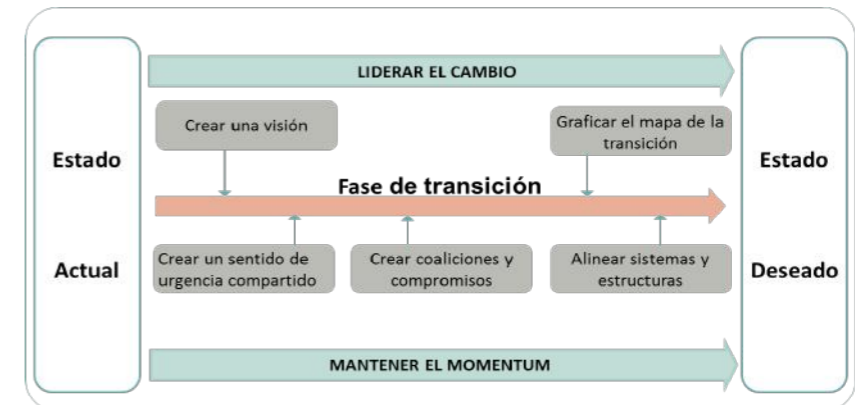 LIDERAR EL CAMBIO
Crear una visión
Graficar el mapa de la
transición
Estado
Actual
Fase de transición
Estado
Deseado
Crear un sentido de
urgencia compartido
Crear coaliciones y
compromisos
Alinear sistemas y
estructuras
MANTENER EL MOMENTUM